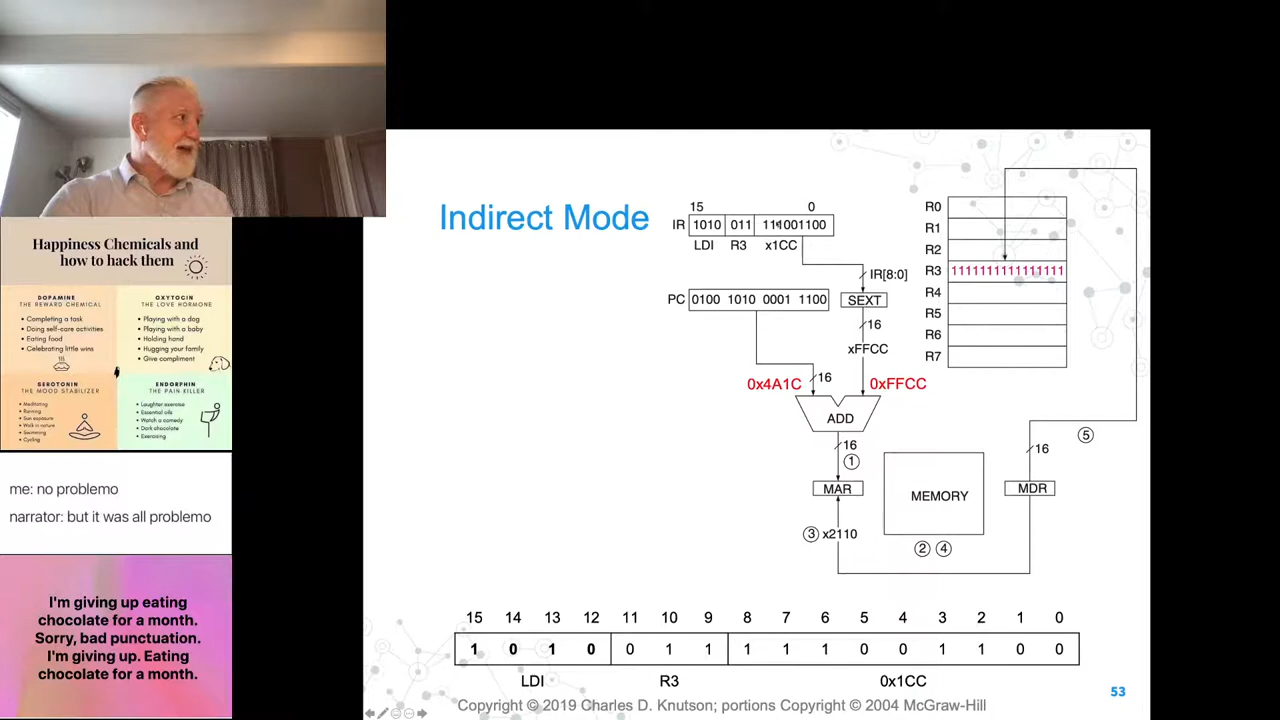 Happiness Chemicals and
how to hack them
DOPAMINE
THE REWARD CHEMICAL
• Completing a task
• Doing self-care activities
• Eating food
• Celebrating little wins
OXYTOCIN
THE LOVE HORMONE
• Playing with a dog
• Playing with a baby
• Holding hand
• Hugging your family
• Give compliment
SEROTONIN
THE MOOD STABILIZER
• Meditating
• Running
• Sun exposure
• Walk in nature
• Swimming
• Cycling
ENDORPHIN
THE PAIN KILLER
• Laughter exercise
• Essential oils
• Watch a comedy
• Dark chocolate
• Exercising
me: no problemo
narrator: but it was all problemo
I'm giving up eating
chocolate for a month.
Sorry, bad punctuation.
I'm giving up. Eating
chocolate for a month.
Indirect Mode
15 0
IR 1010 011 111001100
LDI R3 x1CC
IR[8:0]
PC 0100 1010 0001 1100
SEXT
16
xFFCC
0x4A1C 16 0xFFCC
ADD
16
①
MAR
③ x2110
MEMORY
② ④
MDR
16
⑤
R0
R1
R2
R3 1111111111111111
R4
R5
R6
R7
15 14 13 12 11 10 9 8 7 6 5 4 3 2 1 0
1 0 1 0 0 1 1 1 1 1 0 0 1 1 0 0
LDI R3 0x1CC
53
Copyright © 2019 Charles D. Knutson; portions Copyright © 2004 McGraw-Hill